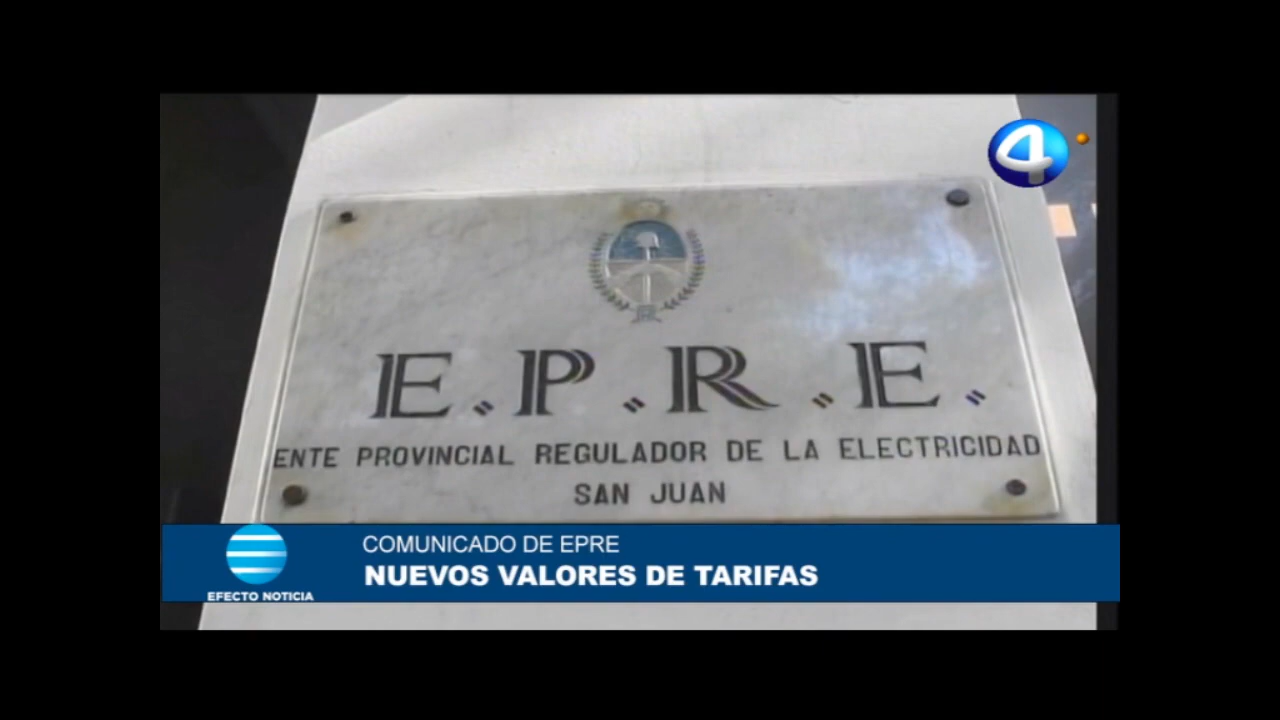 4
E.P.R.E.
ENTE PROVINCIAL REGULADOR DE LA ELECTRICIDAD
SAN JUAN
COMUNICADO DE EPRE
NUEVOS VALORES DE TARIFAS
EFECTO NOTICIA